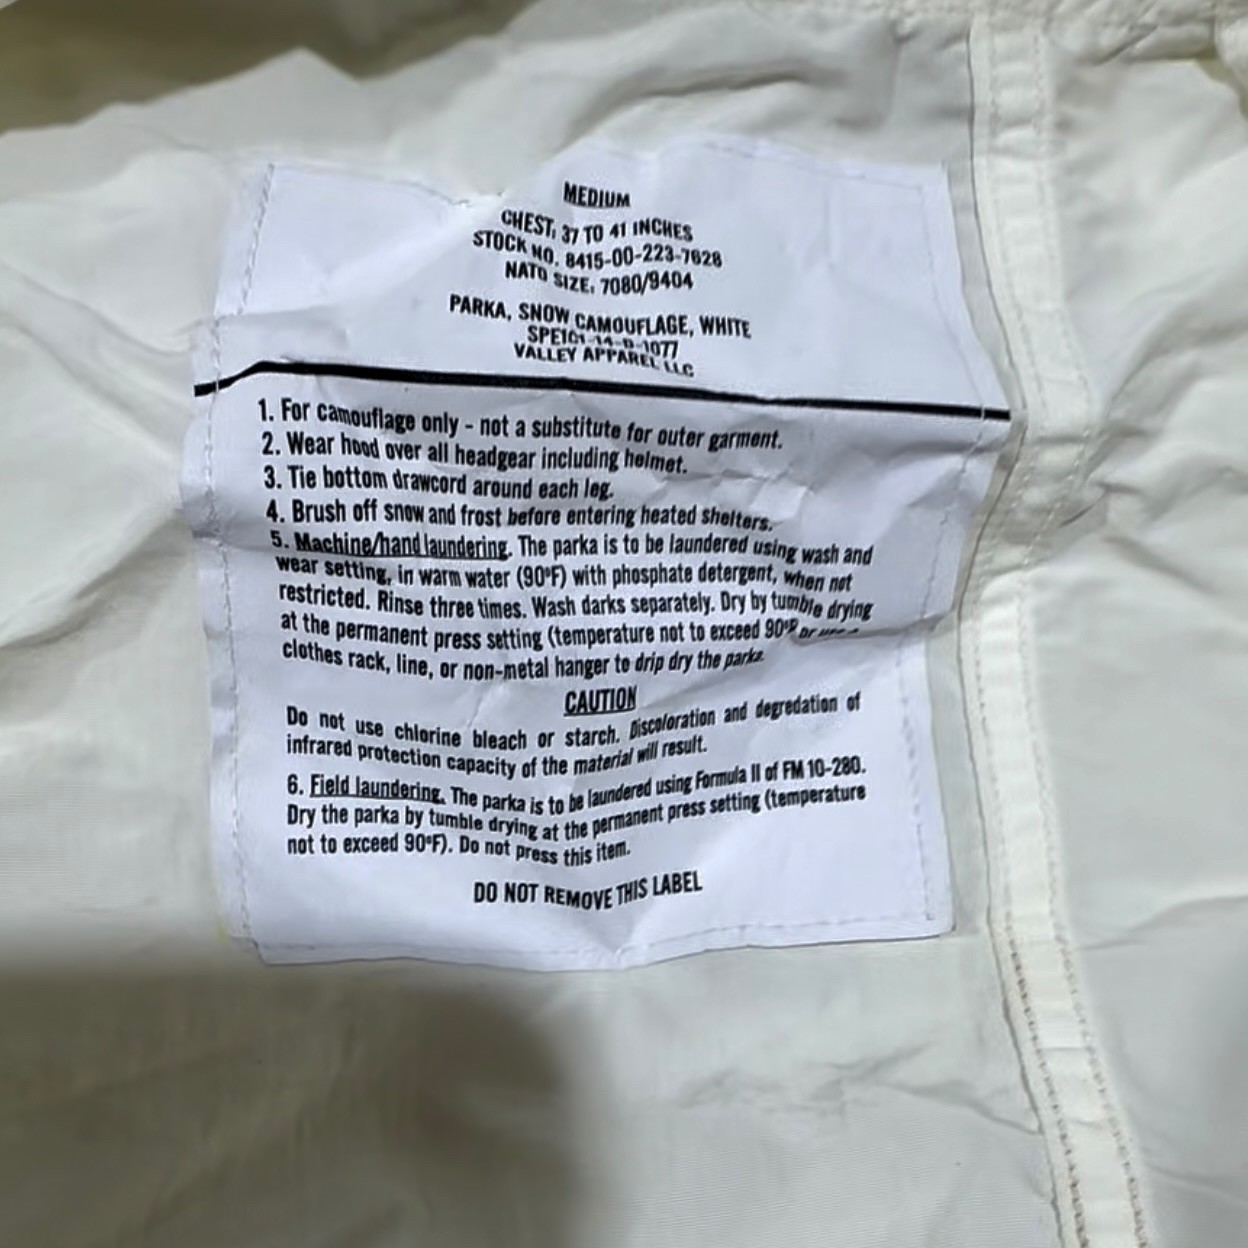 MEDIUM
CHEST, 37 TO 41 INCHES
STOCK NO. 8415-00-223-7628
NATO SIZE, 7080/9404
PARKA, SNOW CAMOUFLAGE, WHITE
SPE1C1-14-D-1077
VALLEY APPAREL LLC
1. For camouflage only - not a substitute for outer garment.
2. Wear hood over all headgear including helmet.
3. Tie bottom drawcord around each leg.
4. Brush off snow and frost before entering heated shelters.
5. Machine/hand laundering. The parka is to be laundered using wash and
wear setting, in warm water (90°F) with phosphate detergent, when not
restricted. Rinse three times. Wash darks separately. Dry by tumble drying
at the permanent press setting (temperature not to exceed 90°F or
clothes rack, line, or non-metal hanger to drip dry the parka.
CAUTION
Do not use chlorine bleach or starch. Discoloration and degredation of
infrared protection capacity of the material will result.
6. Field laundering. The parka is to be laundered using Formula II of FM 10-280.
Dry the parka by tumble drying at the permanent press setting (temperature
not to exceed 90°F). Do not press this item.
DO NOT REMOVE THIS LABEL